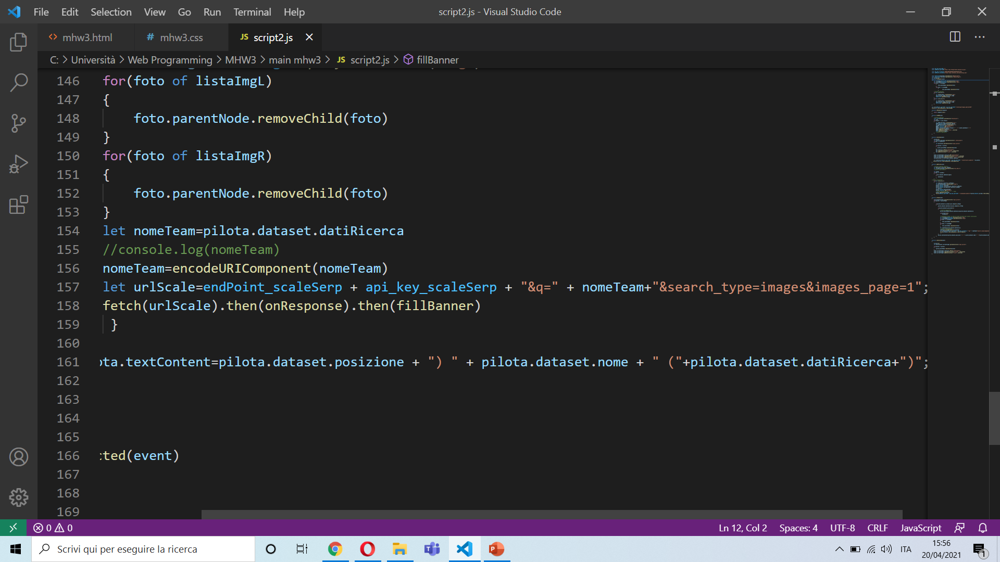 File Edit Selection View Go Run Terminal Help
script2.js - Visual Studio Code
<> mhw3.html
# mhw3.css
JS script2.js
C: > Università > Web Programming > MHW3 > main mhw3 > JS script2.js > fillBanner
146 for(foto of listaImgL)
147 {
148 foto.parentNode.removeChild(foto)
149 }
150 for(foto of listaImgR)
151 {
152 foto.parentNode.removeChild(foto)
153 }
154 let nomeTeam=pilota.dataset.datiRicerca
155 //console.log(nomeTeam)
156 nomeTeam=encodeURIComponent(nomeTeam)
157 let urlScale=endPoint_scaleSerp + api_key_scaleSerp + "&q=" + nomeTeam+"&search_type=images&images_page=1";
158 fetch(urlScale).then(onResponse).then(fillBanner)
159 }
160
161 ota.textContent=pilota.dataset.posizione + ") " + pilota.dataset.nome + " ("+pilota.dataset.datiRicerca+")";
162
163
164
165
166 cted(event)
167
168
169
0 0
Ln 12, Col 2 Spaces: 4 UTF-8 CRLF JavaScript
Scrivi qui per eseguire la ricerca
ITA
15:56
20/04/2021
1